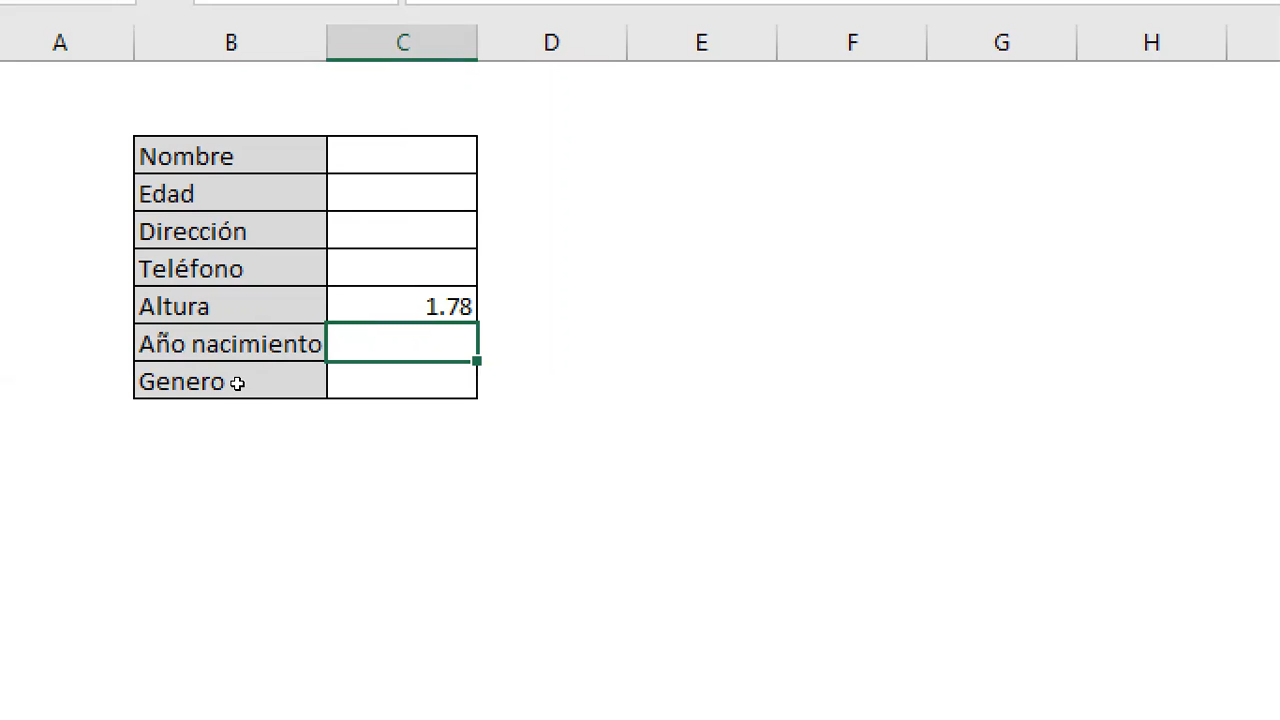 A B C D E F G H
Nombre
Edad
Dirección
Teléfono
Altura 1.78
Año nacimiento
Genero